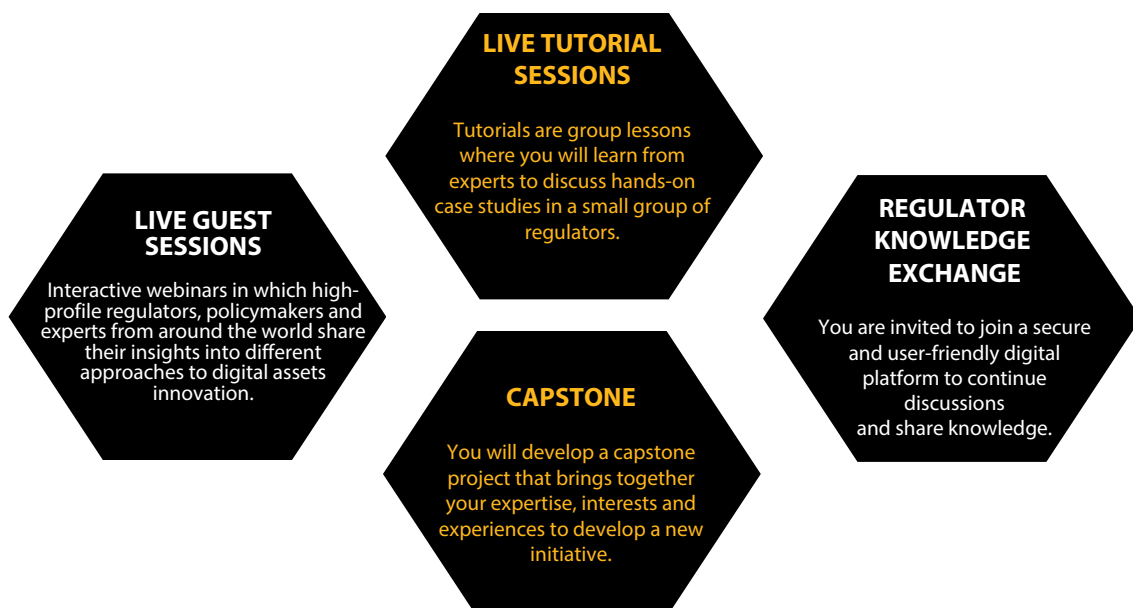 LIVE TUTORIAL
SESSIONS
Tutorials are group lessons
where you will learn from
experts to discuss hands-on
case studies in a small group of
regulators.
LIVE GUEST
SESSIONS
Interactive webinars in which high-
profile regulators, policymakers and
experts from around the world share
their insights into different
approaches to digital assets
innovation.
REGULATOR
KNOWLEDGE
EXCHANGE
You are invited to join a secure
and user-friendly digital
platform to continue
discussions
and share knowledge.
CAPSTONE
You will develop a capstone
project that brings together
your expertise, interests and
experiences to develop a new
initiative.